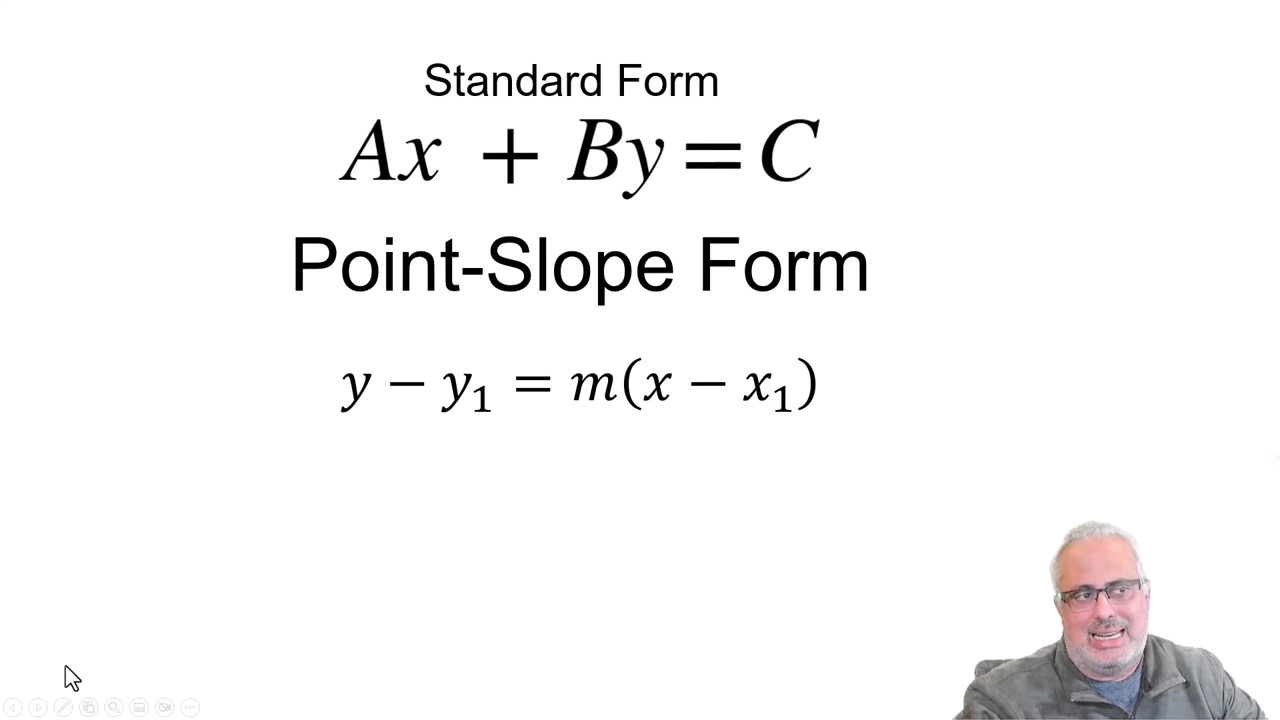 Standard Form
Ax + By = C
Point-Slope Form
y − y₁ = m(x − x₁)